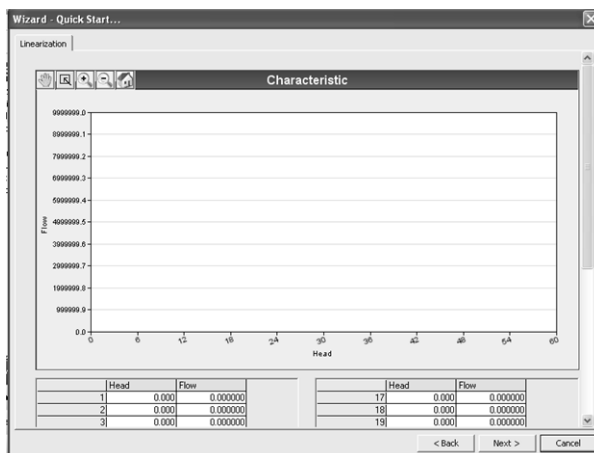 Wizard - Quick Start...
Linearization
Characteristic
9999999.0
8999999.1
7999999.2
6999999.3
5999999.4
4999999.5
3999999.6
2999999.7
1999999.8
999999.9
0.0
Flow
0 6 12 18 24 30 36 42 48 54 60
Head
Head Flow
1 0.000 0.000000
2 0.000 0.000000
3 0.000 0.000000
Head Flow
17 0.000 0.000000
18 0.000 0.000000
19 0.000 0.000000
< Back Next > Cancel